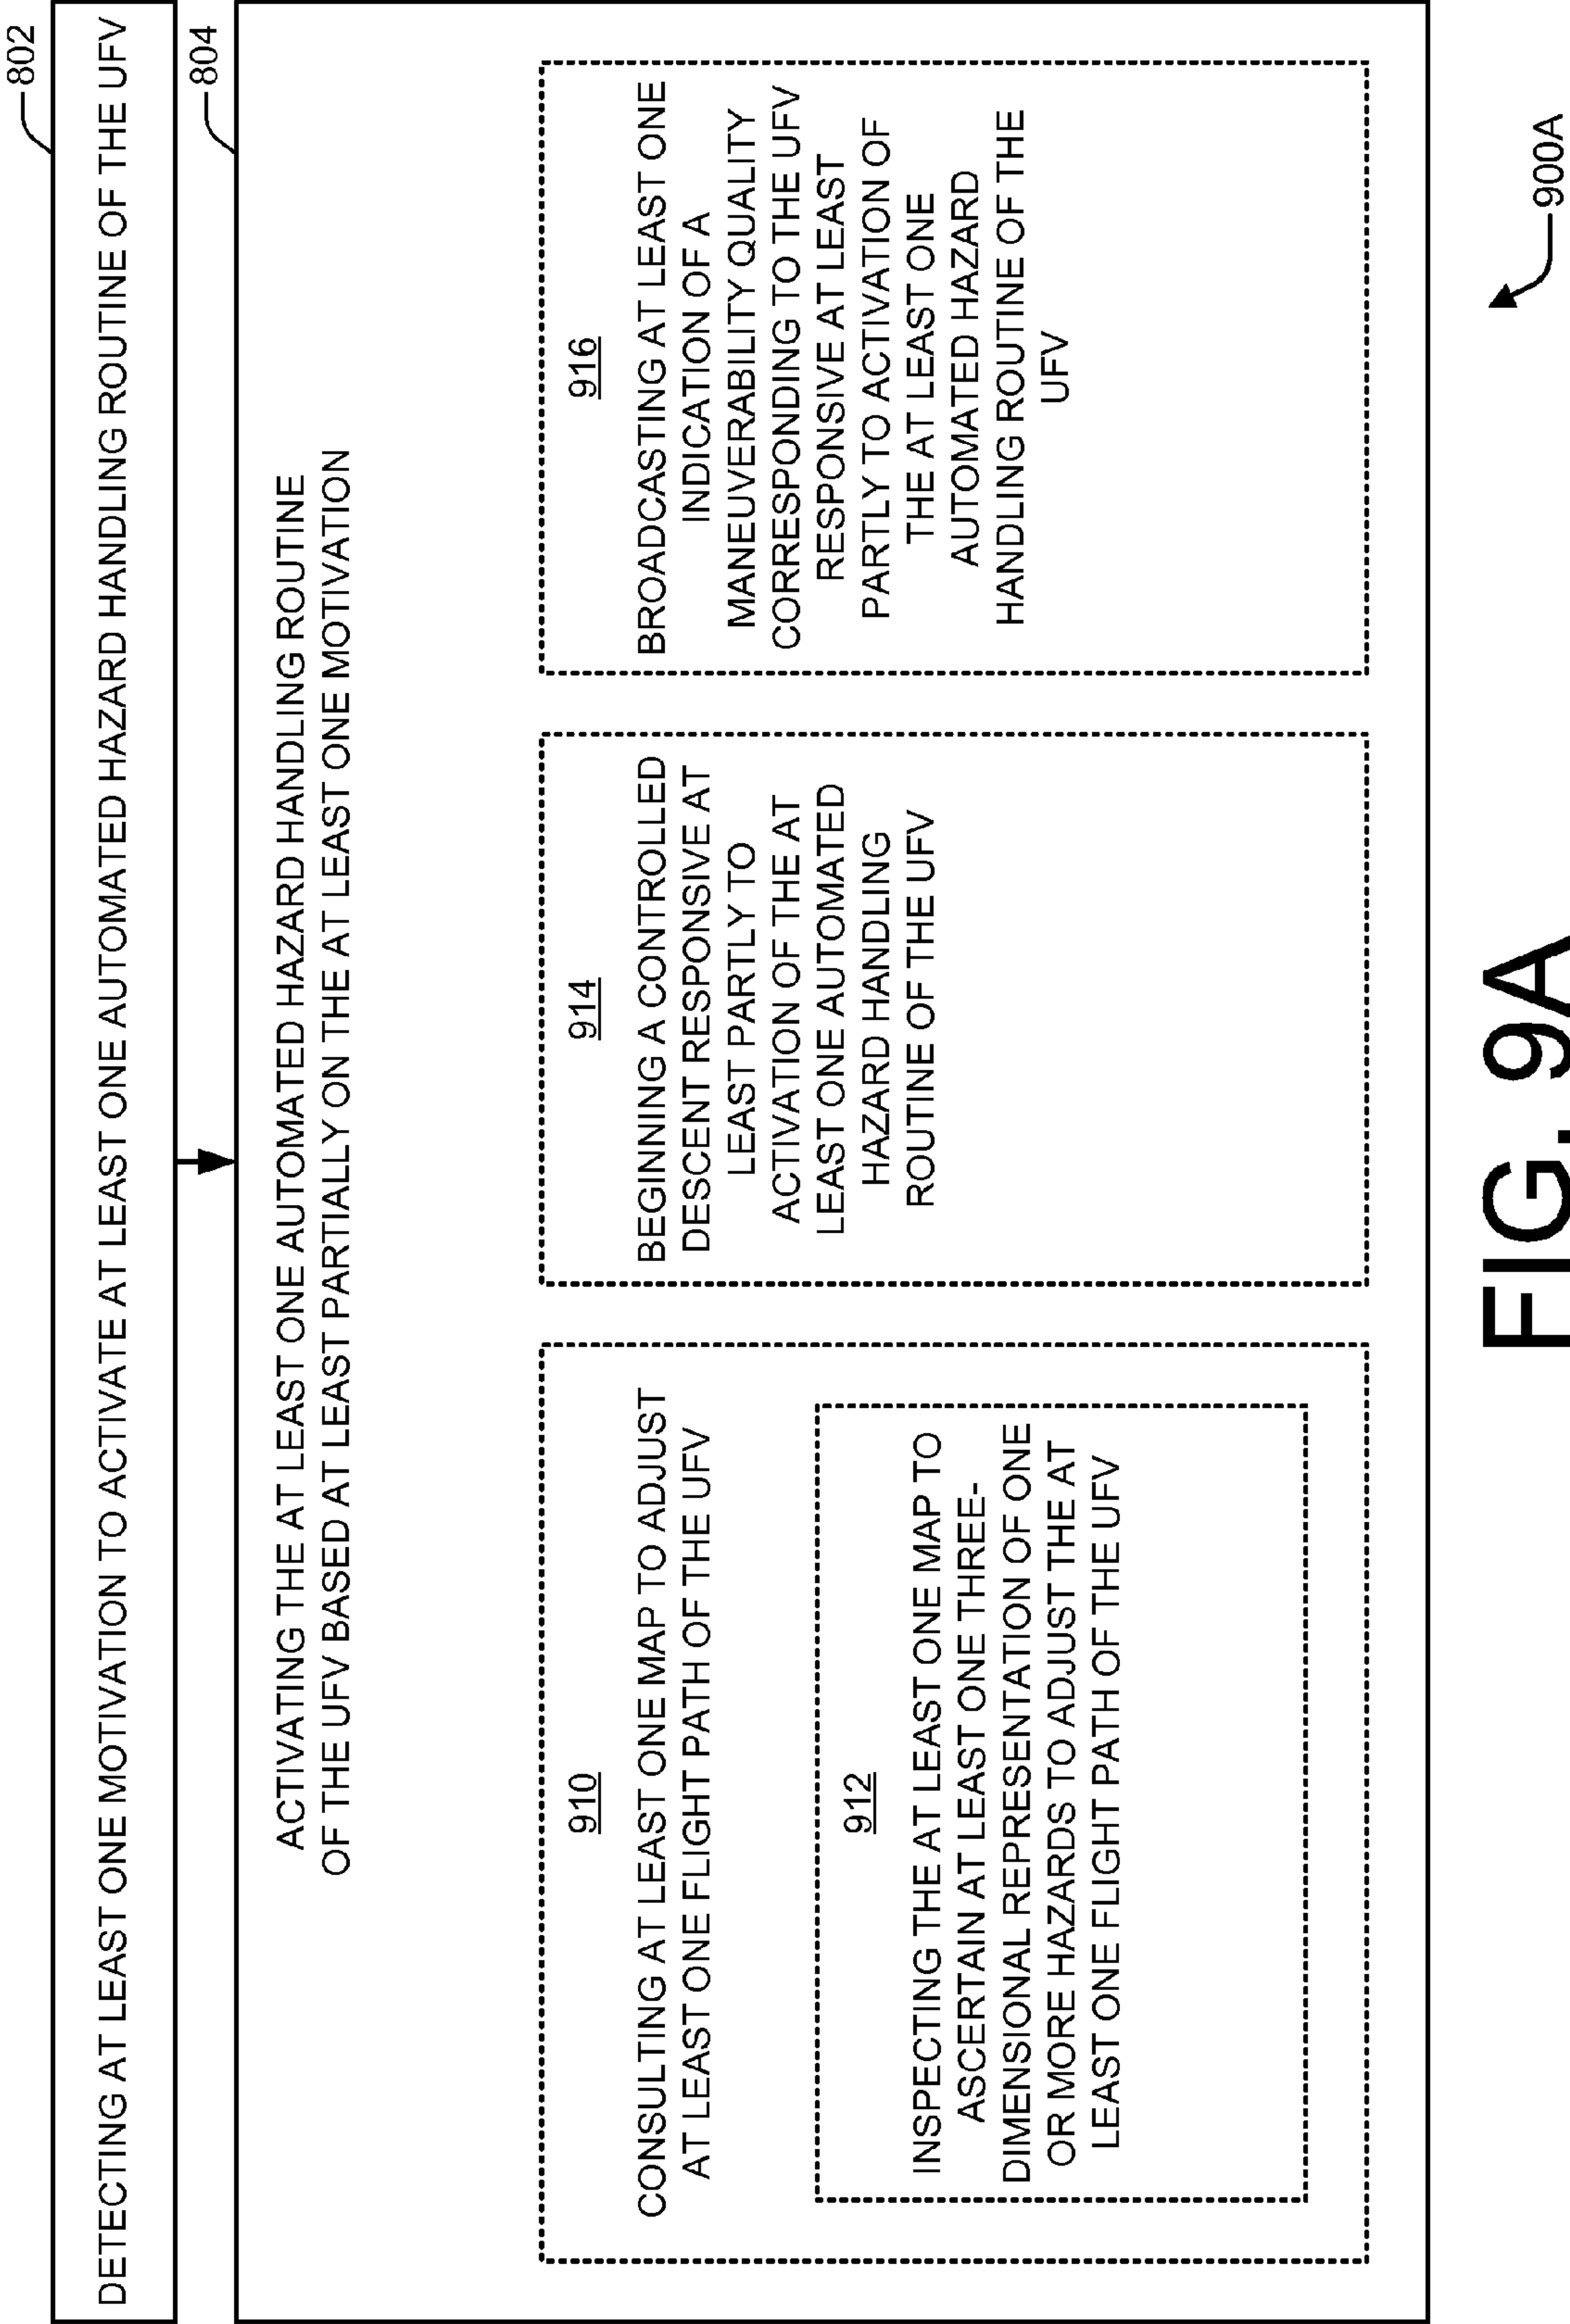 802
DETECTING AT LEAST ONE MOTIVATION TO ACTIVATE AT LEAST ONE AUTOMATED HAZARD HANDLING ROUTINE OF THE UFV
804
ACTIVATING THE AT LEAST ONE AUTOMATED HAZARD HANDLING ROUTINE
OF THE UFV BASED AT LEAST PARTIALLY ON THE AT LEAST ONE MOTIVATION
910
CONSULTING AT LEAST ONE MAP TO ADJUST
AT LEAST ONE FLIGHT PATH OF THE UFV
912
INSPECTING THE AT LEAST ONE MAP TO
ASCERTAIN AT LEAST ONE THREE-
DIMENSIONAL REPRESENTATION OF ONE
OR MORE HAZARDS TO ADJUST THE AT
LEAST ONE FLIGHT PATH OF THE UFV
914
BEGINNING A CONTROLLED
DESCENT RESPONSIVE AT
LEAST PARTLY TO
ACTIVATION OF THE AT
LEAST ONE AUTOMATED
HAZARD HANDLING
ROUTINE OF THE UFV
916
BROADCASTING AT LEAST ONE
INDICATION OF A
MANEUVERABILITY QUALITY
CORRESPONDING TO THE UFV
RESPONSIVE AT LEAST
PARTLY TO ACTIVATION OF
THE AT LEAST ONE
AUTOMATED HAZARD
HANDLING ROUTINE OF THE
UFV
900A
FIG. 9A